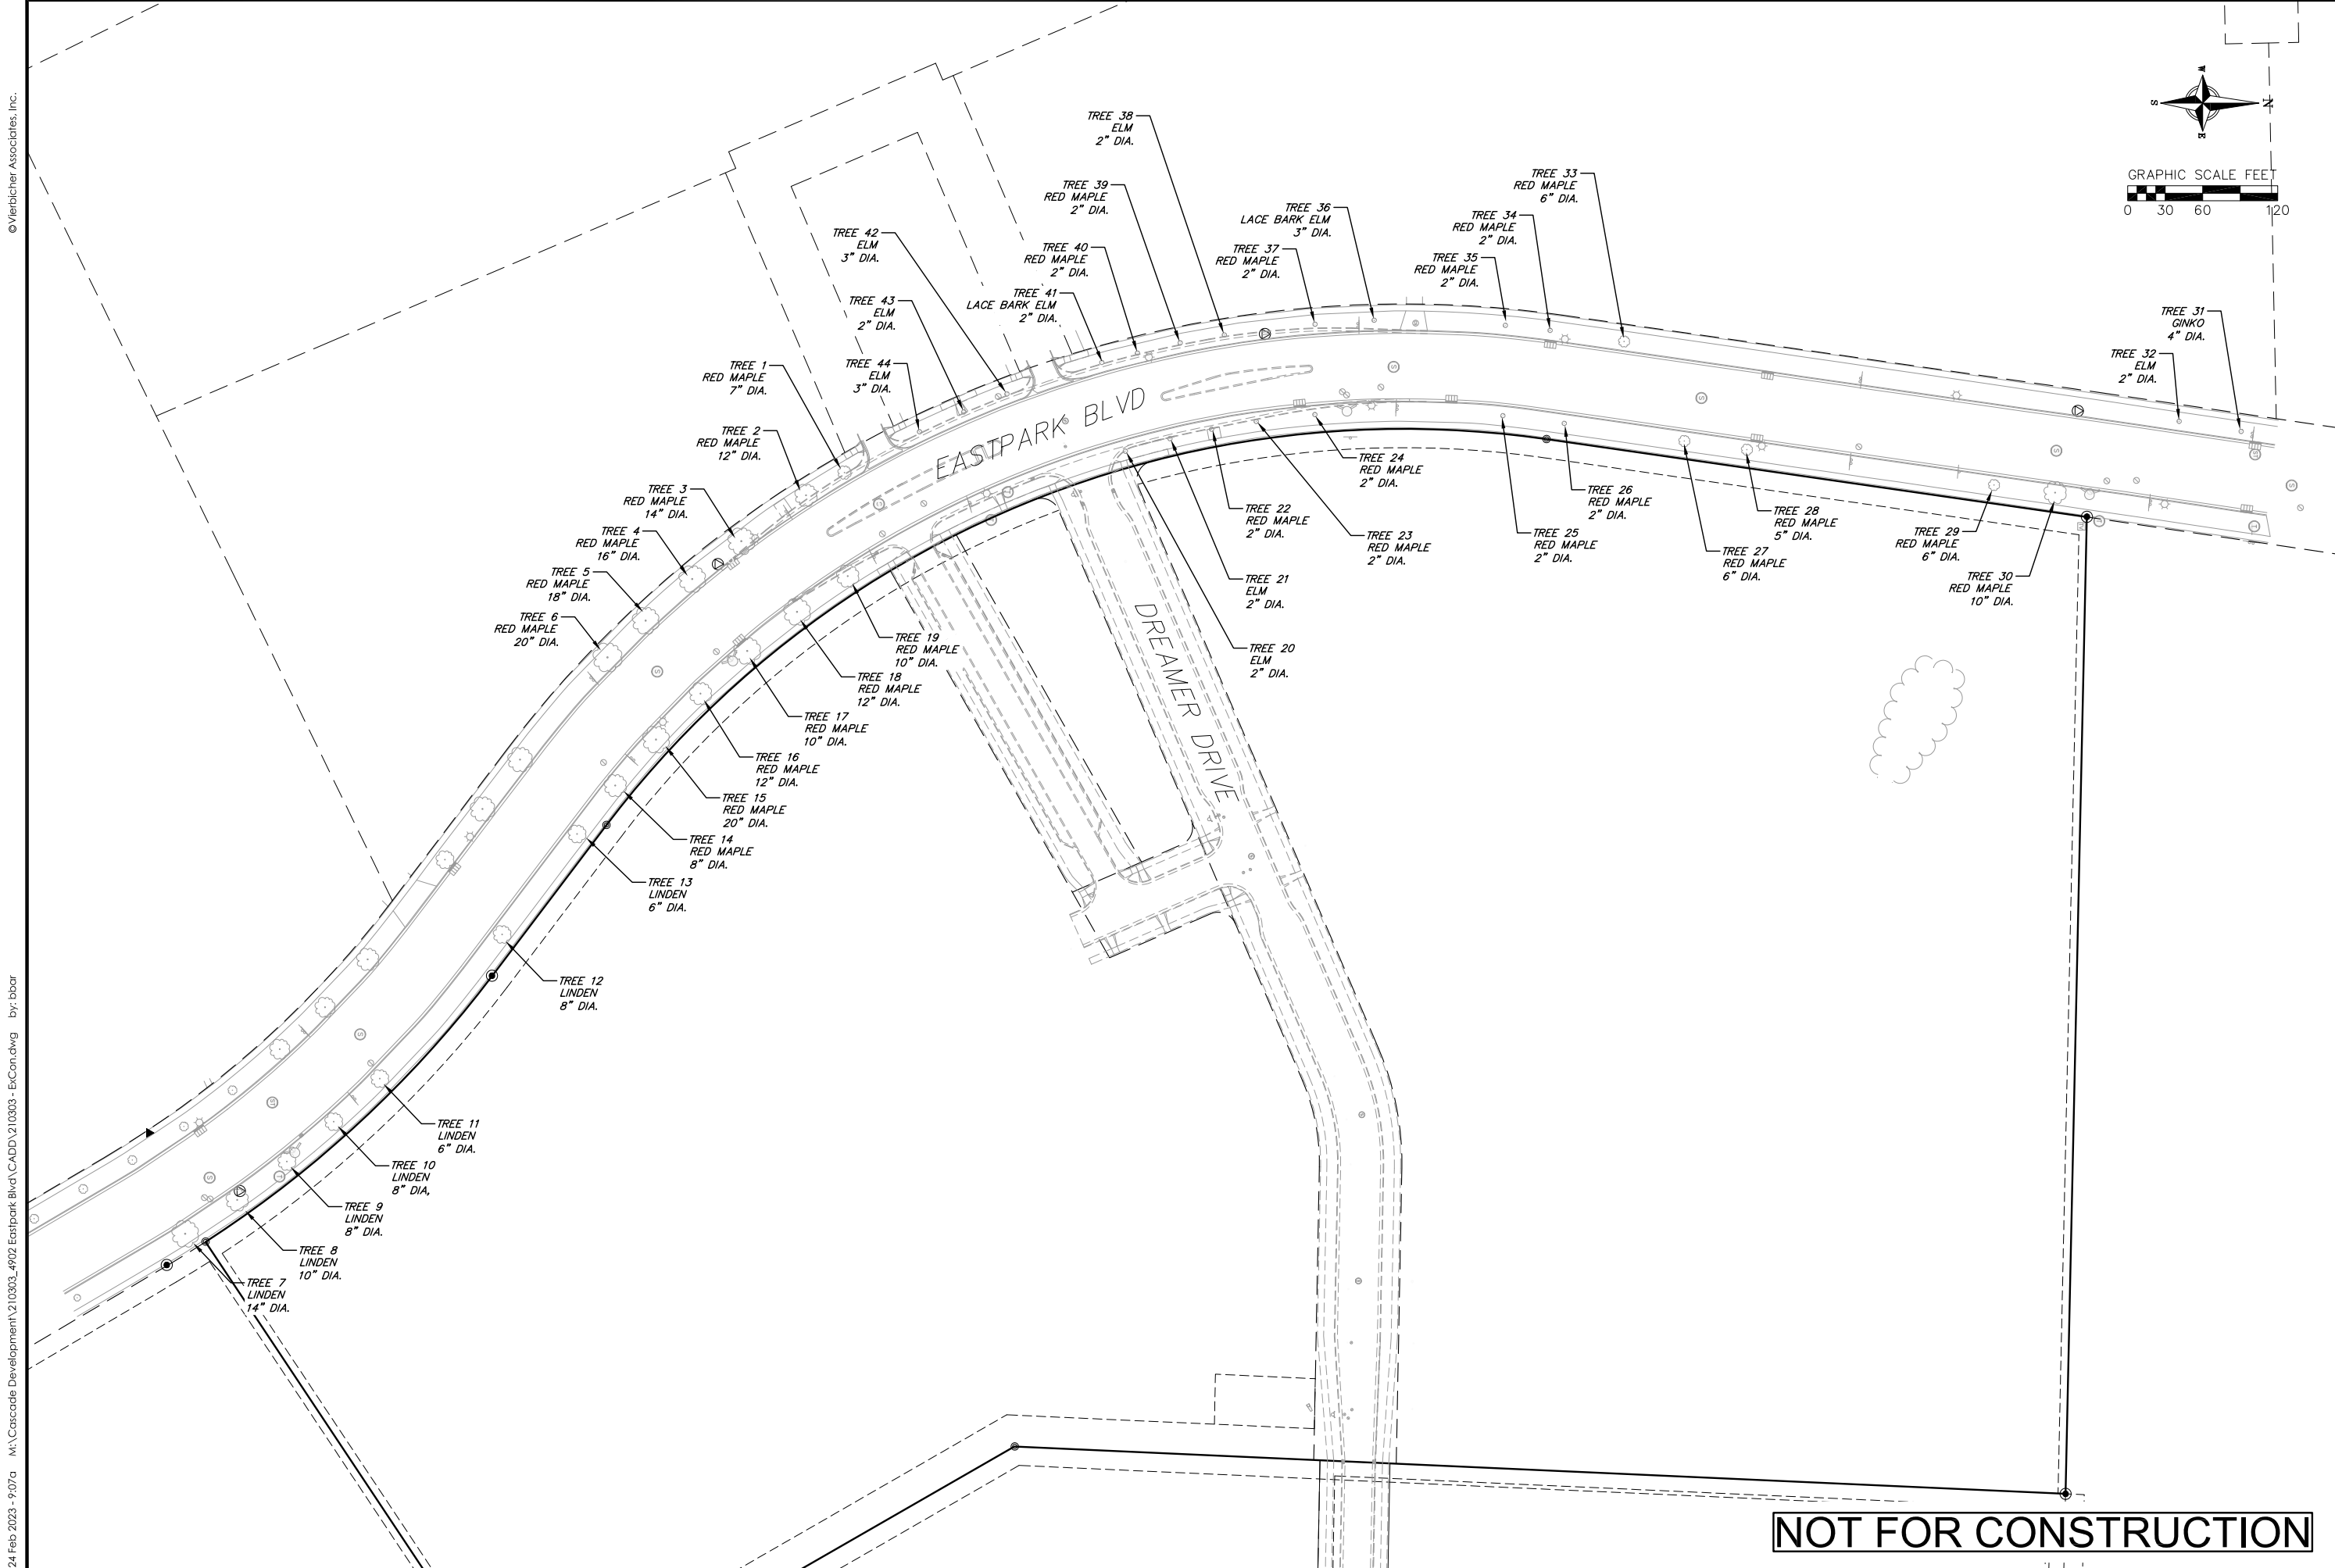 ©Vierbicher Associates, Inc.
24 Feb 2023 - 9:07a M:\Cascade Development\210303_4902 Eastpark Blvd\CADD\210303 - ExCon.dwg by: bbar
W
S
N
E
GRAPHIC SCALE FEET
0 30 60 120
TREE 38
ELM
2" DIA.
TREE 39
RED MAPLE
2" DIA.
TREE 33
RED MAPLE
6" DIA.
TREE 36
LACE BARK ELM
3" DIA.
TREE 34
RED MAPLE
2" DIA.
TREE 42
ELM
3" DIA.
TREE 40
RED MAPLE
2" DIA.
TREE 37
RED MAPLE
2" DIA.
TREE 35
RED MAPLE
2" DIA.
TREE 43
ELM
2" DIA.
TREE 41
LACE BARK ELM
2" DIA.
TREE 31
GINKO
4" DIA.
TREE 32
ELM
2" DIA.
TREE 1
RED MAPLE
7" DIA.
TREE 44
ELM
3" DIA.
TREE 2
RED MAPLE
12" DIA.
EASTPARK BLVD
TREE 3
RED MAPLE
14" DIA.
TREE 4
RED MAPLE
16" DIA.
TREE 5
RED MAPLE
18" DIA.
TREE 6
RED MAPLE
20" DIA.
TREE 24
RED MAPLE
2" DIA.
TREE 26
RED MAPLE
2" DIA.
TREE 22
RED MAPLE
2" DIA.
TREE 28
RED MAPLE
5" DIA.
TREE 23
RED MAPLE
2" DIA.
TREE 25
RED MAPLE
2" DIA.
TREE 29
RED MAPLE
6" DIA.
TREE 27
RED MAPLE
6" DIA.
TREE 30
RED MAPLE
10" DIA.
TREE 21
ELM
2" DIA.
TREE 20
ELM
2" DIA.
DREAMER DRIVE
TREE 19
RED MAPLE
10" DIA.
TREE 18
RED MAPLE
12" DIA.
TREE 17
RED MAPLE
10" DIA.
TREE 16
RED MAPLE
12" DIA.
TREE 15
RED MAPLE
20" DIA.
TREE 14
RED MAPLE
8" DIA.
TREE 13
LINDEN
6" DIA.
TREE 12
LINDEN
8" DIA.
TREE 11
LINDEN
6" DIA.
TREE 10
LINDEN
8" DIA,
TREE 9
LINDEN
8" DIA.
TREE 8
LINDEN
10" DIA.
TREE 7
LINDEN
14" DIA.
NOT FOR CONSTRUCTION